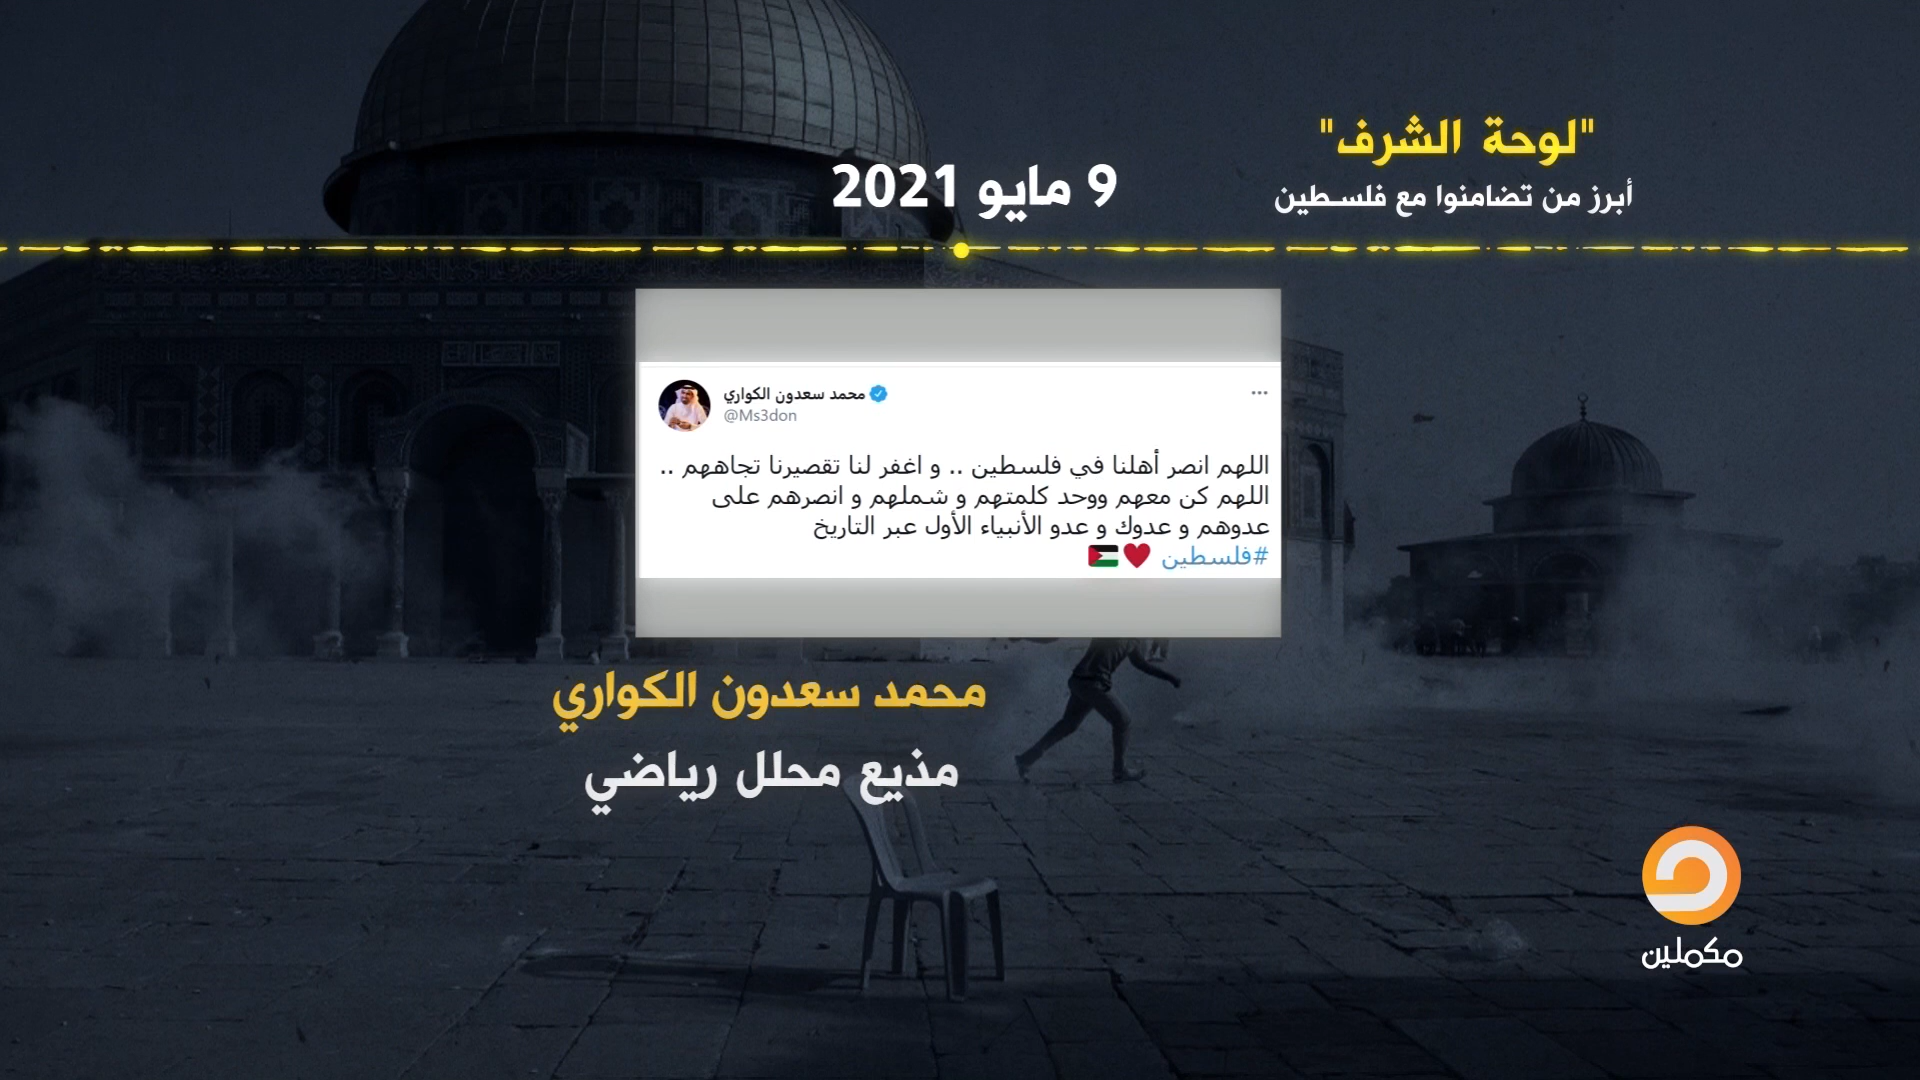 "لوحة الشرف"
أبرز من تضامنوا مع فلسطين
9 مايو 2021
محمد سعدون الكواري
@Ms3don
اللهم انصر أهلنا في فلسطين .. و اغفر لنا تقصيرنا تجاههم ..
اللهم كن معهم ووحد كلمتهم و شملهم و انصرهم على
عدوهم و عدوك و عدو الأنبياء الأول عبر التاريخ
#فلسطين ❤️🇵🇸
محمد سعدون الكواري
مذيع محلل رياضي
مكملين